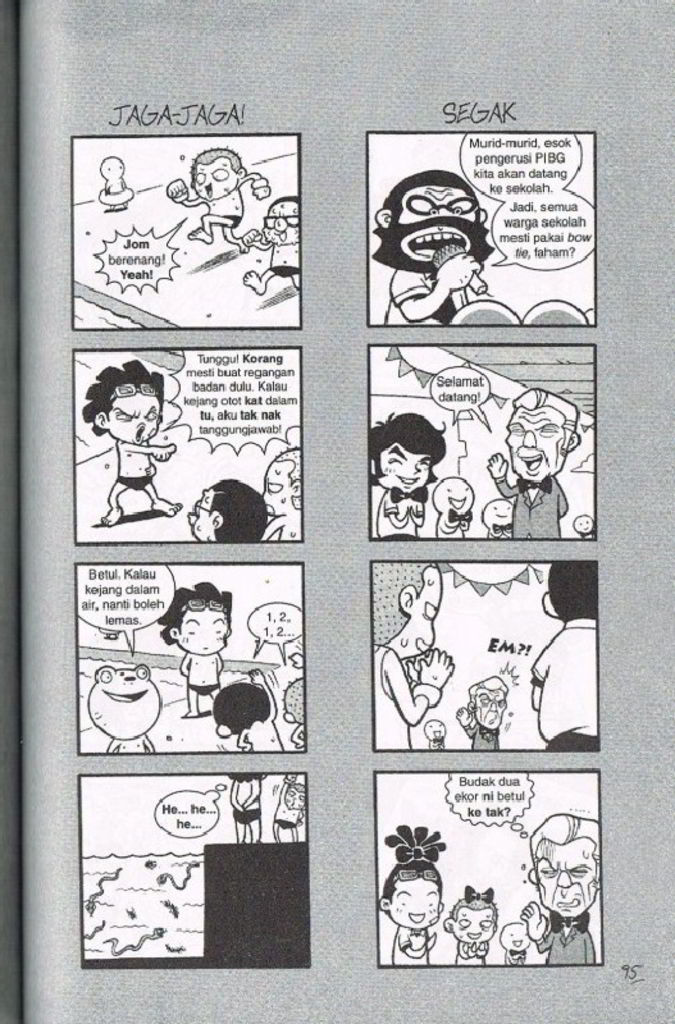 JAGA-JAGA!
Jom
berenang!
Yeah!
Tunggu! Korang
mesti buat regangan
badan dulu. Kalau
kejang otot kat dalam
tu, aku tak nak
tanggungjawab!
Betul. Kalau
kejang dalam
air, nanti boleh
lemas.
1, 2,
1, 2...
He... he...
he...
SEGAK
Murid-murid, esok
pengerusi PIBG
kita akan datang
ke sekolah.
Jadi, semua
warga sekolah
mesti pakai bow
tie, faham?
Selamat
datang!
EM?!
Budak dua
ekor ni betul
ke tak?
......
95